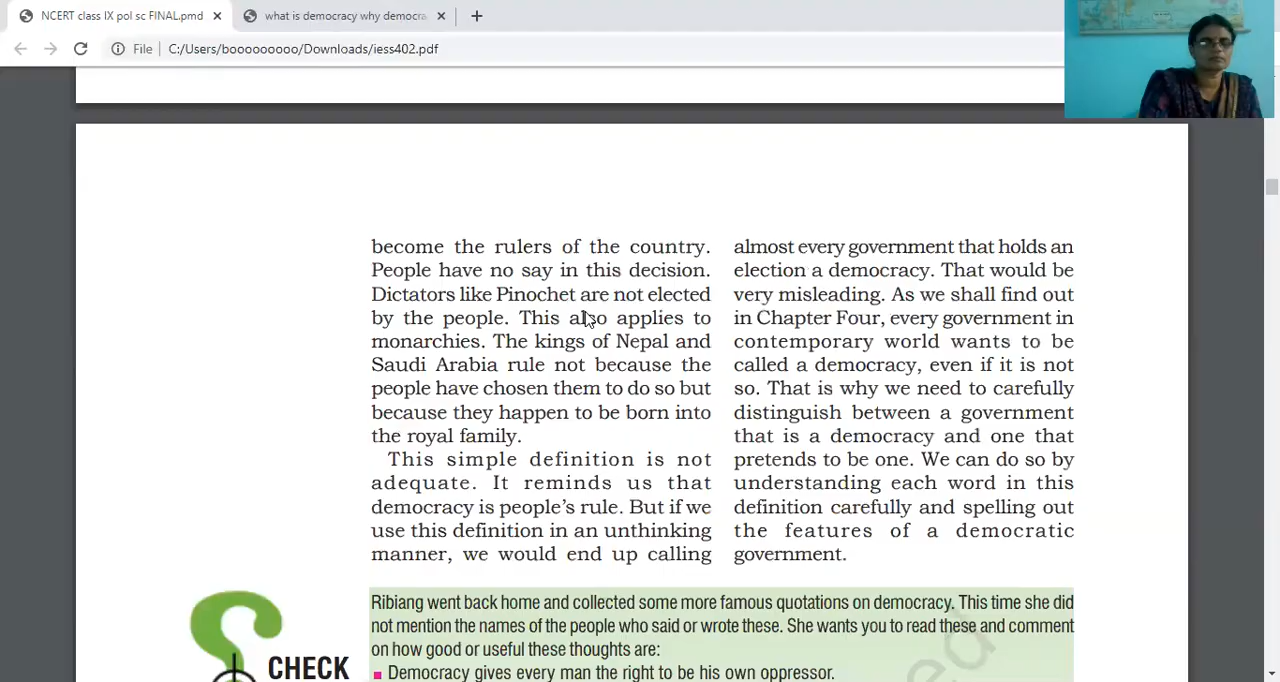 NCERT class IX pol sc FINAL.pmd
what is democracy why democra
File
C:/Users/boooooooooo/Downloads/iess402.pdf
become the rulers of the country.
People have no say in this decision.
Dictators like Pinochet are not elected
by the people. This also applies to
monarchies. The kings of Nepal and
Saudi Arabia rule not because the
people have chosen them to do so but
because they happen to be born into
the royal family.
This simple definition is not
adequate. It reminds us that
democracy is people's rule. But if we
use this definition in an unthinking
manner, we would end up calling
almost every government that holds an
election a democracy. That would be
very misleading. As we shall find out
in Chapter Four, every government in
contemporary world wants to be
called a democracy, even if it is not
so. That is why we need to carefully
distinguish between a government
that is a democracy and one that
pretends to be one. We can do so by
understanding each word in this
definition carefully and spelling out
the features of a democratic
government.
CHECK
Ribiang went back home and collected some more famous quotations on democracy. This time she did
not mention the names of the people who said or wrote these. She wants you to read these and comment
on how good or useful these thoughts are:
Democracy gives every man the right to be his own oppressor.
ed